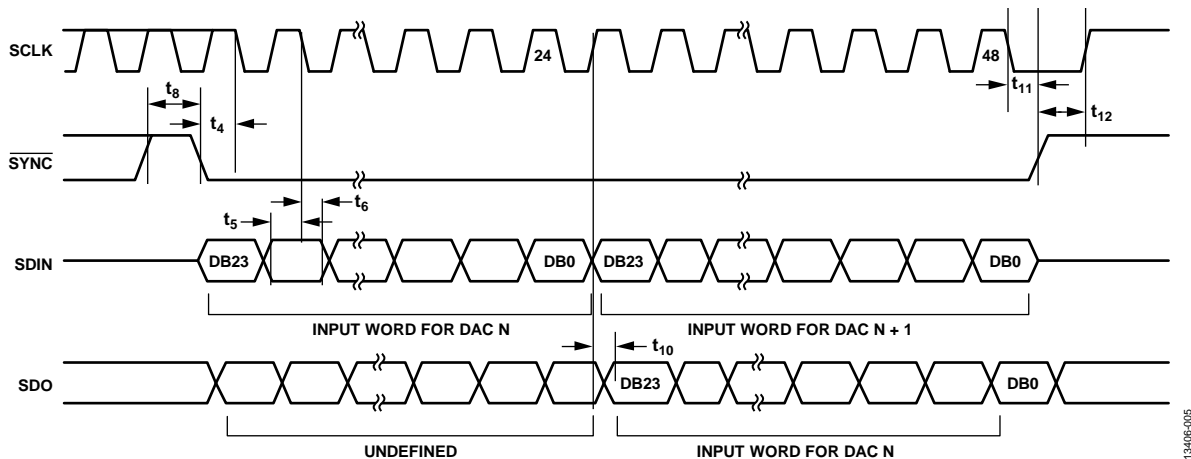 SCLK
24
48
t8
t4
t11
t12
SYNC
t5
t6
SDIN
DB23
DB0
DB23
DB0
INPUT WORD FOR DAC N
INPUT WORD FOR DAC N + 1
t10
SDO
DB23
DB0
UNDEFINED
INPUT WORD FOR DAC N
13406-005